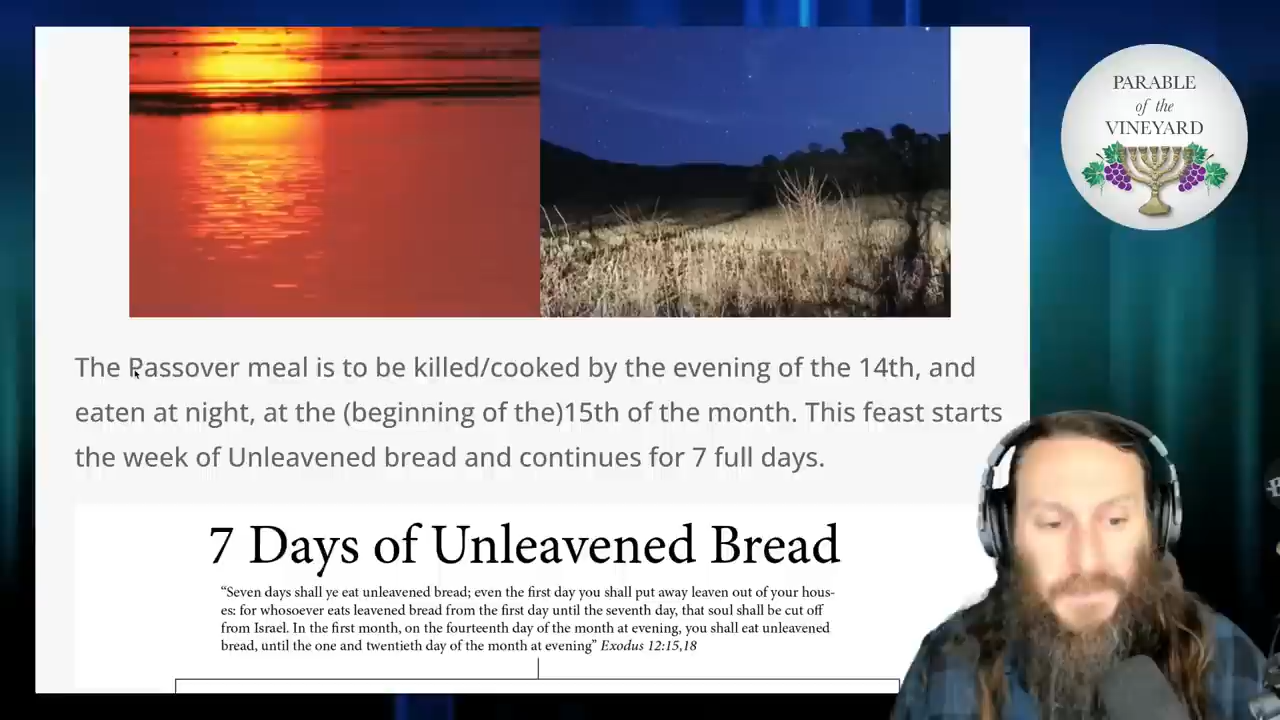 PARABLE
of the
VINEYARD
The Passover meal is to be killed/cooked by the evening of the 14th, and
eaten at night, at the (beginning of the)15th of the month. This feast starts
the week of Unleavened bread and continues for 7 full days.
7 Days of Unleavened Bread
“Seven days shall ye eat unleavened bread; even the first day you shall put away leaven out of your hous-
es: for whosoever eats leavened bread from the first day until the seventh day, that soul shall be cut off
from Israel. In the first month, on the fourteenth day of the month at evening, you shall eat unleavened
bread, until the one and twentieth day of the month at evening” Exodus 12:15,18